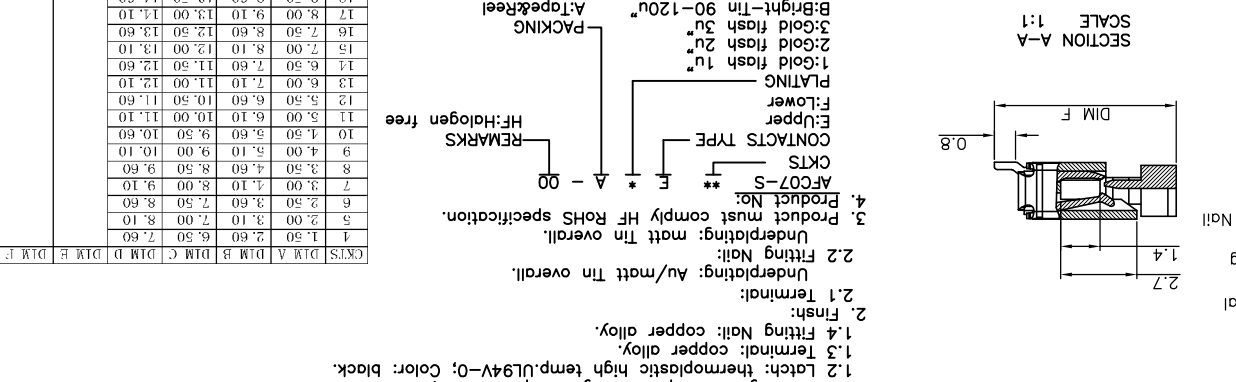 2.7
1.4
Nail
0.8
DIM F
SECTION A-A
SCALE 1:1
1.2 Latch: thermoplastic high temp.UL94V-0; Color: black.
1.3 Terminal: copper alloy.
1.4 Fitting Nail: copper alloy.
2. Finsh:
2.1 Terminal:
Underplating: Au/matt Tin overall.
2.2 Fitting Nail:
Underplating: matt Tin overall.
3. Product must comply HF RoHS specification.
4. Product No:
AFC07-S ** E * A - 00
CKTS
CONTACTS TYPE
E:Upper
F:Lower
PLATING
1:Gold flash 1u"
2:Gold flash 2u"
3:Gold flash 3u"
B:Bright-Tin 90-120u"
PACKING
A:Tape&Reel
REMARKS
HF:Halogen free
CKTS DIM A DIM B DIM C DIM D DIM E DIM F
4 1.50 2.60 6.50 7.60
5 2.00 3.10 7.00 8.10
6 2.50 3.60 7.50 8.60
7 3.00 4.10 8.00 9.10
8 3.50 4.60 8.50 9.60
9 4.00 5.10 9.00 10.10
10 4.50 5.60 9.50 10.60
11 5.00 6.10 10.00 11.10
12 5.50 6.60 10.50 11.60
13 6.00 7.10 11.00 12.10
14 6.50 7.60 11.50 12.60
15 7.00 8.10 12.00 13.10
16 7.50 8.60 12.50 13.60
17 8.00 9.10 13.00 14.10